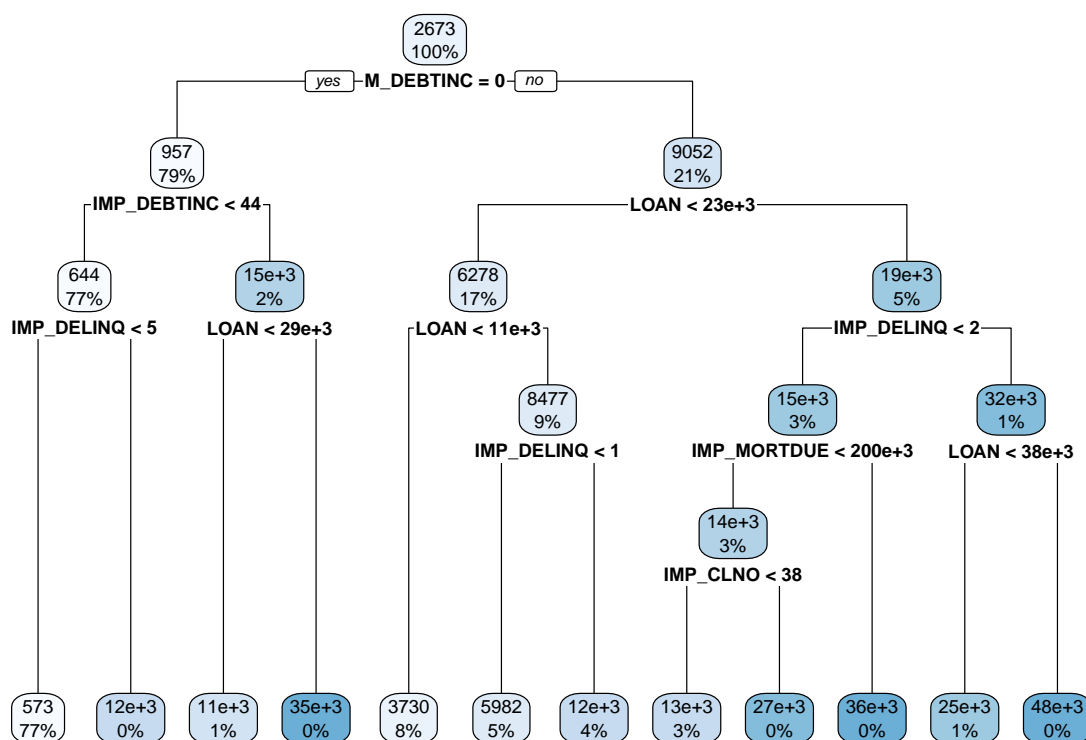 2673
100%
yes M_DEBTINC = 0 no
957
79%
9052
21%
IMP_DEBTINC < 44
LOAN < 23e+3
644
77%
15e+3
2%
6278
17%
19e+3
5%
IMP_DELINQ < 5
LOAN < 29e+3
LOAN < 11e+3
IMP_DELINQ < 2
8477
9%
15e+3
3%
32e+3
1%
IMP_DELINQ < 1
IMP_MORTDUE < 200e+3
LOAN < 38e+3
14e+3
3%
IMP_CLNO < 38
573
77%
12e+3
0%
11e+3
1%
35e+3
0%
3730
8%
5982
5%
12e+3
4%
13e+3
3%
27e+3
0%
36e+3
0%
25e+3
1%
48e+3
0%